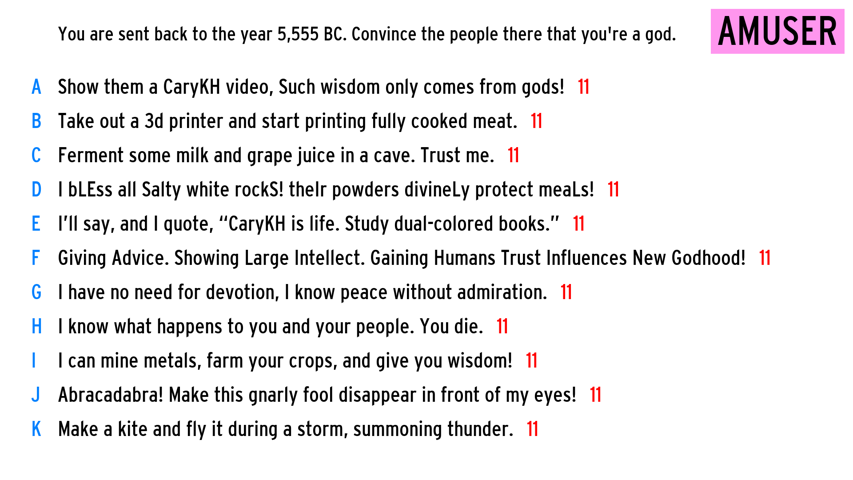 You are sent back to the year 5,555 BC. Convince the people there that you're a god.
AMUSER
A Show them a CaryKH video, Such wisdom only comes from gods! 11
B Take out a 3d printer and start printing fully cooked meat. 11
C Ferment some milk and grape juice in a cave. Trust me. 11
D I bLEss all Salty white rockS! theIr powders divineLy protect meaLs! 11
E I’ll say, and I quote, “CaryKH is life. Study dual-colored books.” 11
F Giving Advice. Showing Large Intellect. Gaining Humans Trust Influences New Godhood! 11
G I have no need for devotion, I know peace without admiration. 11
H I know what happens to you and your people. You die. 11
I I can mine metals, farm your crops, and give you wisdom! 11
J Abracadabra! Make this gnarly fool disappear in front of my eyes! 11
K Make a kite and fly it during a storm, summoning thunder. 11